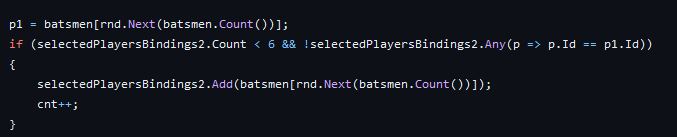 p1 = batsmen[rnd.Next(batsmen.Count())];
if (selectedPlayersBindings2.Count < 6 && !selectedPlayersBindings2.Any(p => p.Id == p1.Id))
{
    selectedPlayersBindings2.Add(batsmen[rnd.Next(batsmen.Count())]);
    cnt++;
}